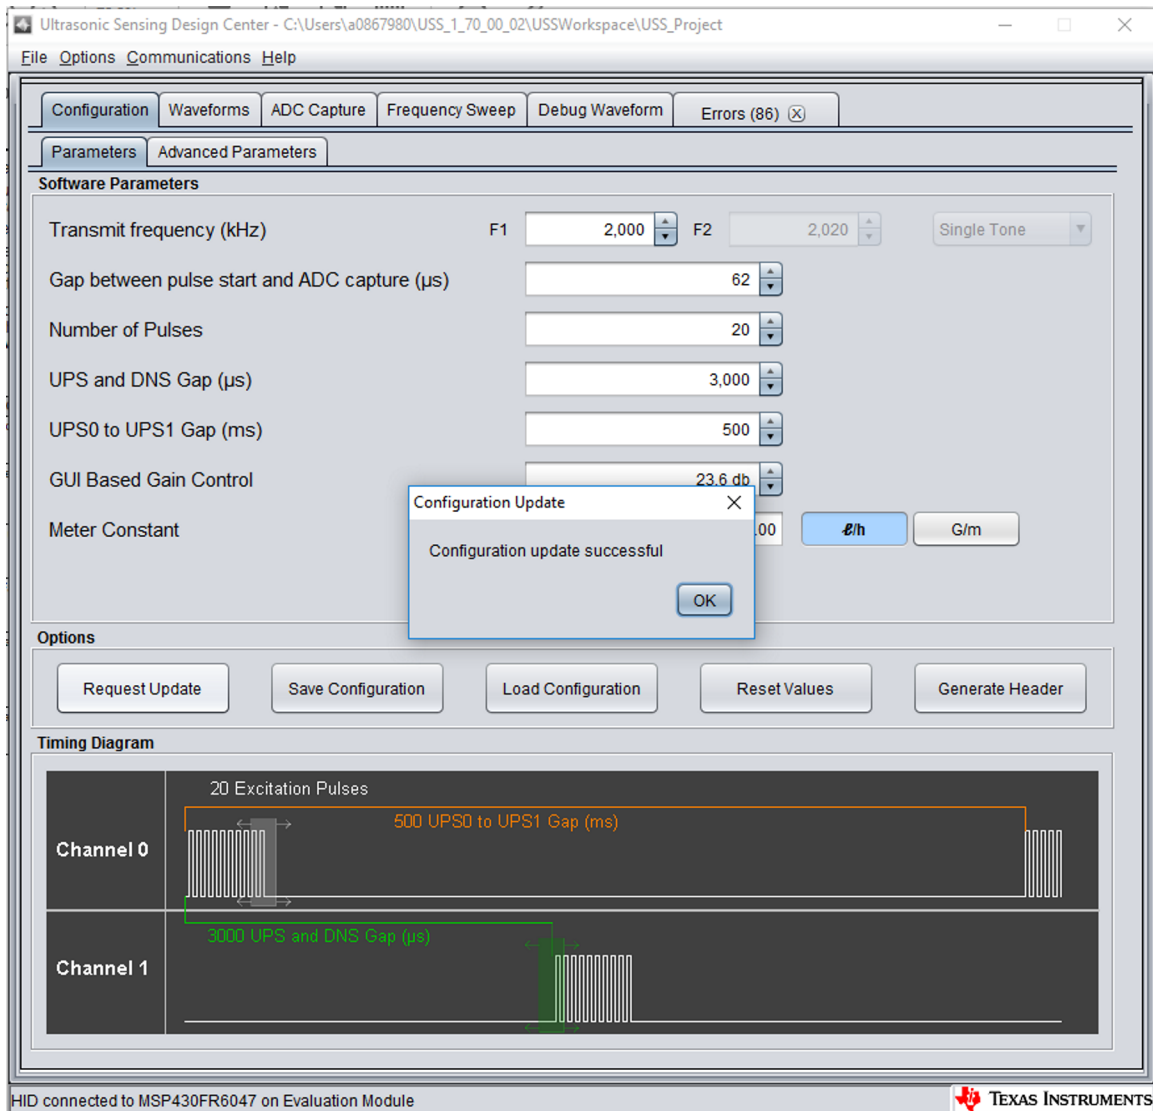 Ultrasonic Sensing Design Center - C:\Users\a0867980\USS_1_70_00_02\USSWorkspace\USS_Project
File Options Communications Help
Configuration Waveforms ADC Capture Frequency Sweep Debug Waveform Errors (86)
Parameters Advanced Parameters
Software Parameters
Transmit frequency (kHz) F1 2,000 F2 2,020 Single Tone
Gap between pulse start and ADC capture (µs) 62
Number of Pulses 20
UPS and DNS Gap (µs) 3,000
UPS0 to UPS1 Gap (ms) 500
GUI Based Gain Control 23.6 db
Configuration Update
Meter Constant .00 ℓ/h G/m
Configuration update successful
OK
Options
Request Update Save Configuration Load Configuration Reset Values Generate Header
Timing Diagram
20 Excitation Pulses
500 UPS0 to UPS1 Gap (ms)
Channel 0
3000 UPS and DNS Gap (µs)
Channel 1
HID connected to MSP430FR6047 on Evaluation Module
TEXAS INSTRUMENTS